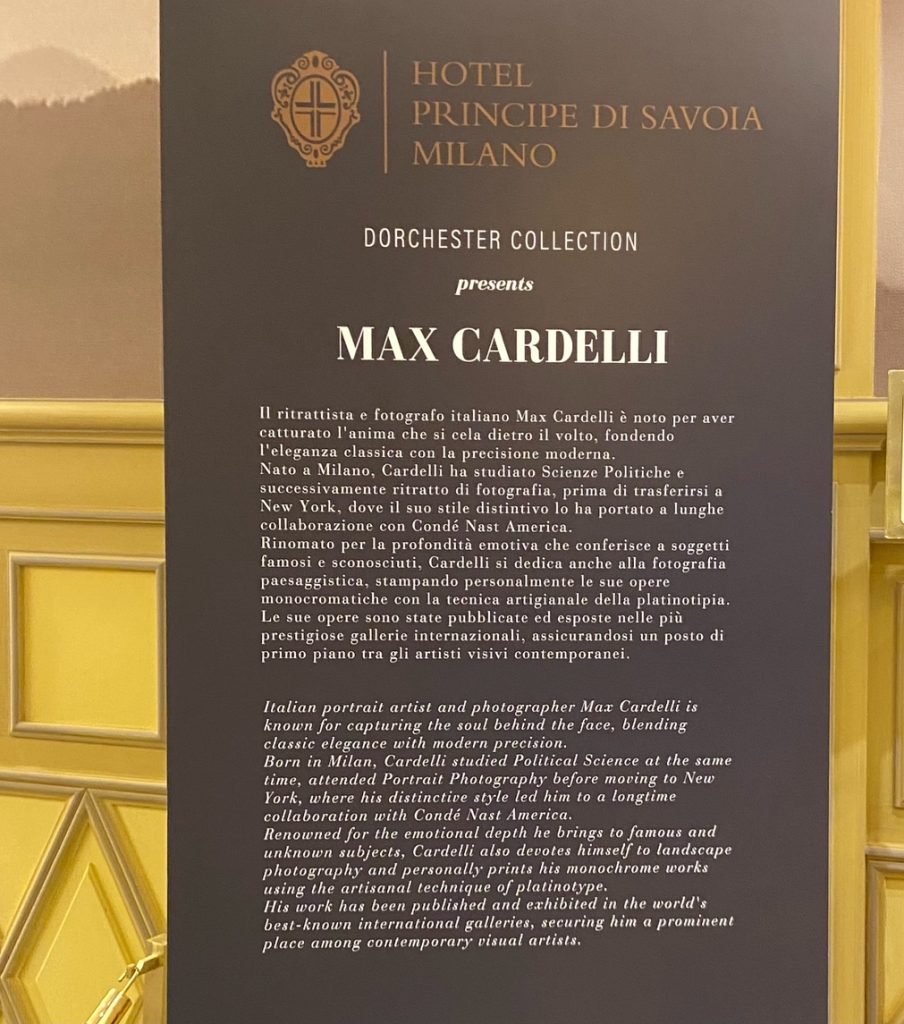 HOTEL
PRINCIPE DI SAVOIA
MILANO
DORCHESTER COLLECTION
presents
MAX CARDELLI
Il ritrattista e fotografo italiano Max Cardelli è noto per aver
catturato l'anima che si cela dietro il volto, fondendo
l'eleganza classica con la precisione moderna.
Nato a Milano, Cardelli ha studiato Scienze Politiche e
successivamente ritratto di fotografia, prima di trasferirsi a
New York, dove il suo stile distintivo lo ha portato a lunghe
collaborazione con Condé Nast America.
Rinomato per la profondità emotiva che conferisce a soggetti
famosi e sconosciuti, Cardelli si dedica anche alla fotografia
paesaggistica, stampando personalmente le sue opere
monocromatiche con la tecnica artigianale della platinotipia.
Le sue opere sono state pubblicate ed esposte nelle più
prestigiose gallerie internazionali, assicurandosi un posto di
primo piano tra gli artisti visivi contemporanei.
Italian portrait artist and photographer Max Cardelli is
known for capturing the soul behind the face, blending
classic elegance with modern precision.
Born in Milan, Cardelli studied Political Science at the same
time, attended Portrait Photography before moving to New
York, where his distinctive style led him to a longtime
collaboration with Condé Nast America.
Renowned for the emotional depth he brings to famous and
unknown subjects, Cardelli also devotes himself to landscape
photography and personally prints his monochrome works
using the artisanal technique of platinotype.
His work has been published and exhibited in the world's
best-known international galleries, securing him a prominent
place among contemporary visual artists.